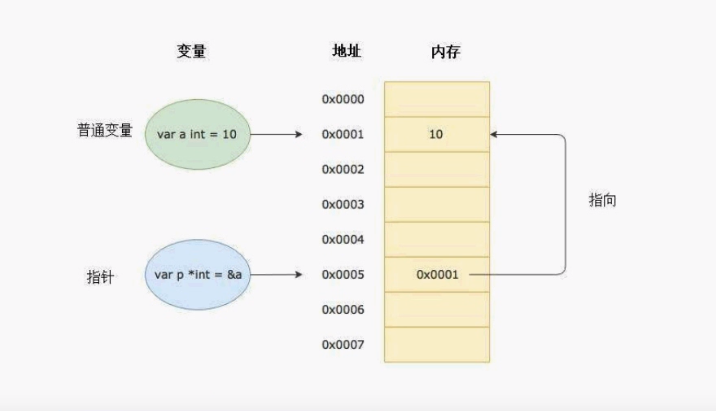 变量 地址 内存
0x0000
普通变量 var a int = 10 0x0001 10
0x0002
0x0003 指向
0x0004
指针 var p *int = &a 0x0005 0x0001
0x0006
0x0007